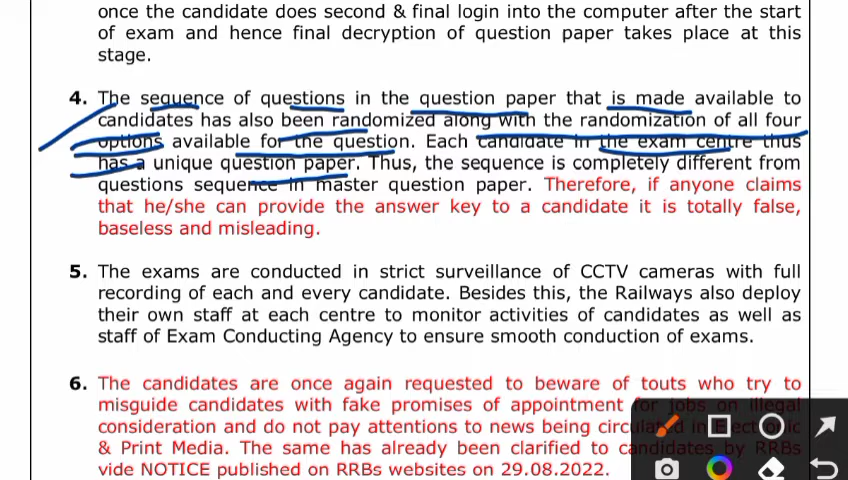 once the candidate does second & final login into the computer after the start
of exam and hence final decryption of question paper takes place at this
stage.
4. The sequence of questions in the question paper that is made available to
candidates has also been randomized along with the randomization of all four
options available for the question. Each candidate in the exam centre thus
has a unique question paper. Thus, the sequence is completely different from
questions sequence in master question paper. Therefore, if anyone claims
that he/she can provide the answer key to a candidate it is totally false,
baseless and misleading.
5. The exams are conducted in strict surveillance of CCTV cameras with full
recording of each and every candidate. Besides this, the Railways also deploy
their own staff at each centre to monitor activities of candidates as well as
staff of Exam Conducting Agency to ensure smooth conduction of exams.
6. The candidates are once again requested to beware of touts who try to
misguide candidates with fake promises of appointment for jobs on illegal
consideration and do not pay attentions to news being circulated in Electronic
& Print Media. The same has already been clarified to candidates by RRBs
vide NOTICE published on RRBs websites on 29.08.2022.